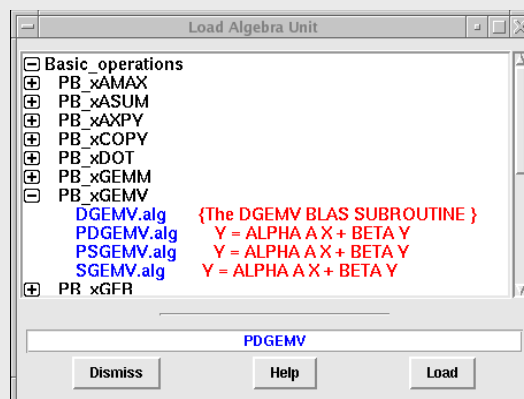 Load Algebra Unit
Basic_operations
PB_xAMAX
PB_xASUM
PB_xAXPY
PB_xCOPY
PB_xDOT
PB_xGEMM
PB_xGEMV
DGEMV.alg {The DGEMV BLAS SUBROUTINE }
PDGEMV.alg Y = ALPHA A X + BETA Y
PSGEMV.alg Y = ALPHA A X + BETA Y
SGEMV.alg Y = ALPHA A X + BETA Y
PB_xGER
PDGEMV
Dismiss Help Load